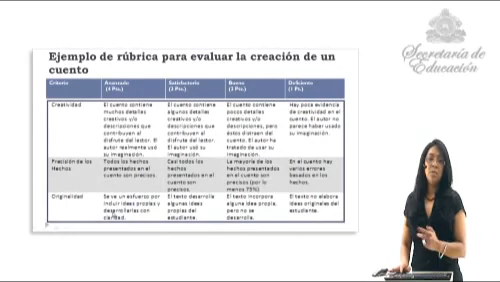 Secretaría de
Educación
Ejemplo de rúbrica para evaluar la creación de un
cuento
Criterio Avanzado Satisfactorio Bueno Deficiente
(4 Pts.) (3 Pts.) (2 Pts.) (1 Pts.)
Creatividad El cuento contiene El cuento contiene El cuento contiene Hay poca evidencia
muchos detalles algunos detalles pocos detalles de creatividad en el
creativos y/o creativos y/o creativos y/o cuento. El autor no
descripciones que descripciones que descripciones, pero parece haber usado
contribuyen al contribuyen al éstos distraen del su imaginación.
disfrute del lector. El disfrute del lector. El cuento. El autor ha
autor realmente usó autor usó su tratado de usar su
su imaginación. imaginación. imaginación.
Precisión de los Todos los hechos Casi todos los La mayoría de los hechos En el cuento hay
Hechos presentados en el hechos presentados varios errores
cuento son precisos. presentados en el en el cuento son precisos basados en los
cuento son (por lo hechos.
precisos. menos 75%).
Originalidad Se ve un esfuerzo por El texto desarrolla El texto incorpora El texto no elabora
incluir ideas propias y algunas ideas alguna idea propia, ideas originales del
desarrollarlas con propias del pero no se estudiante.
claridad. estudiante. desarrolla.